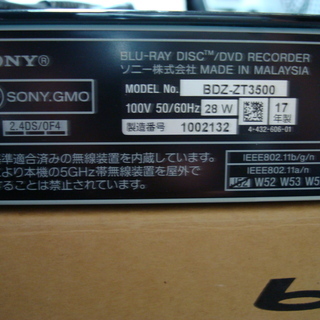 SONY®
BLU-RAY DISC™/DVD RECORDER
ソニー株式会社 MADE IN MALAYSIA
MODEL No. BDZ-ZT3500
SONY.GMO
100V 50/60Hz 28 W 17年製
2.4DS/OF4
製造番号 1002132
4-432-606-01
準適合済みの無線装置を内蔵しています。
より本機の5GHz帯無線装置を屋外で
ことは禁止されています。
IEEE802.11b/g/n
IEEE802.11a/n
W52 W53 W5